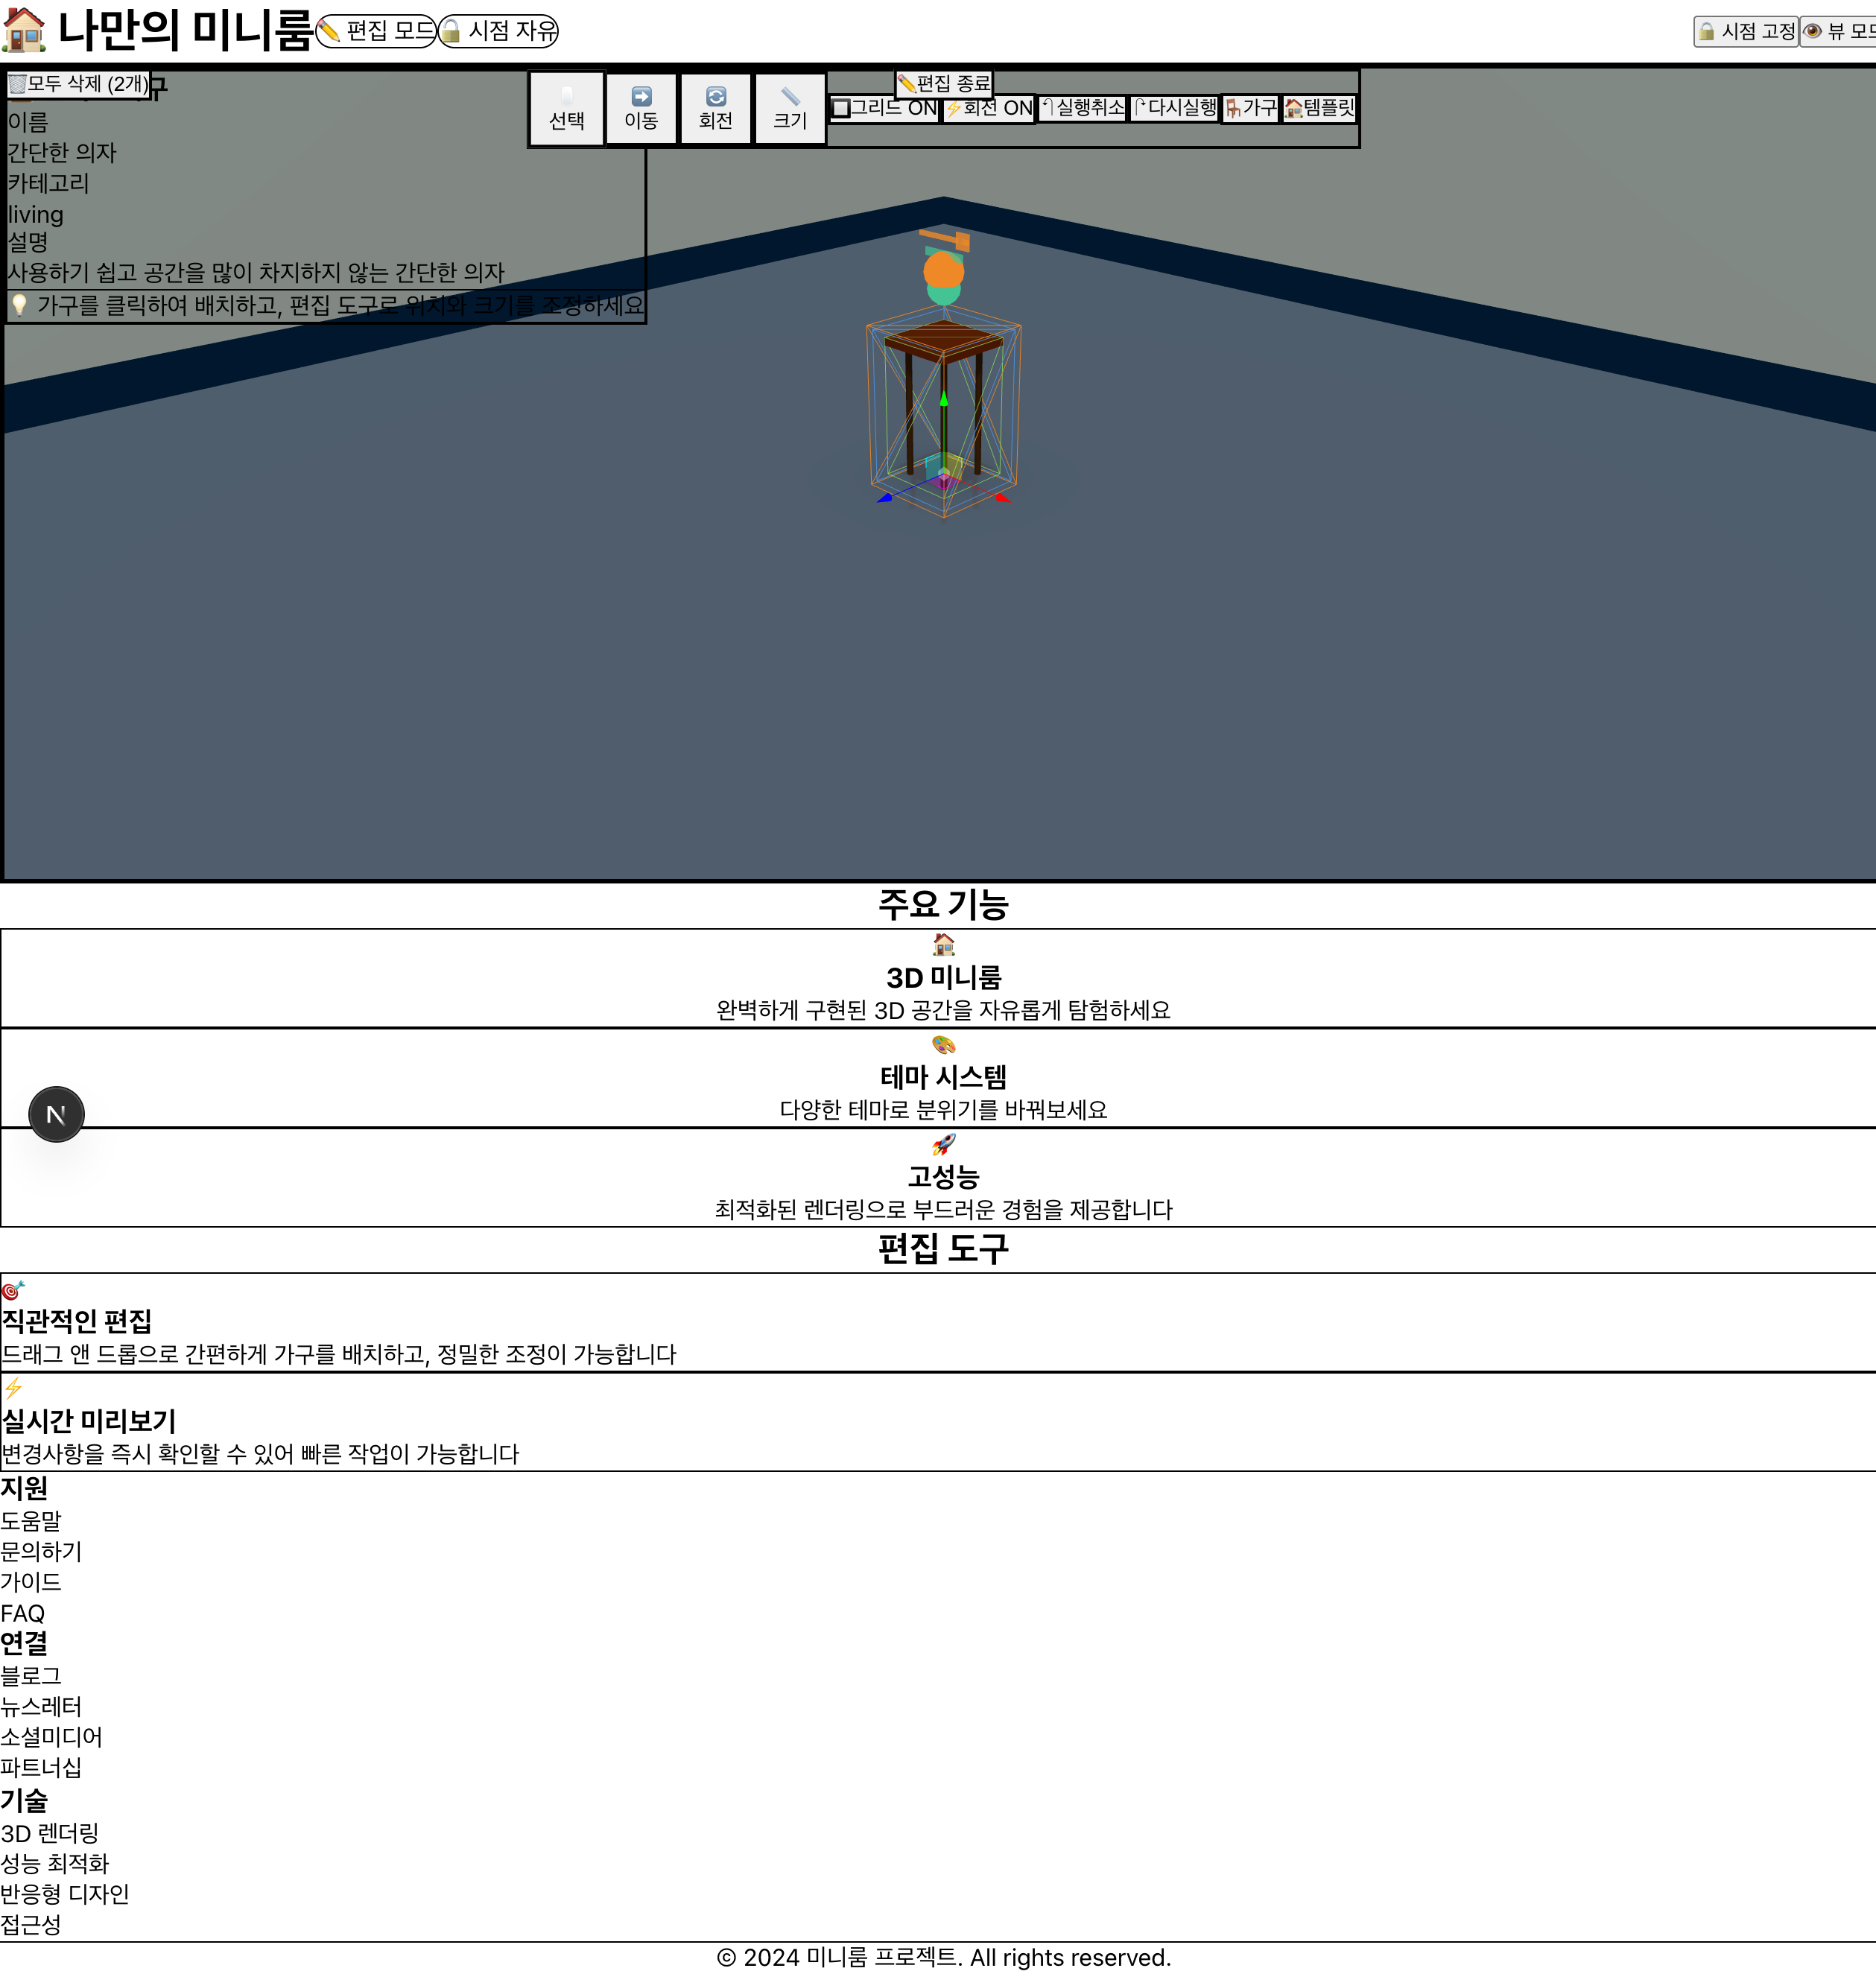 🏠 나만의 미니룸 ✏️ 편집 모드 🔓 시점 자유
🔒 시점 고정 👁️ 뷰 모드
🗑️모두 삭제 (2개)
구
이름
간단한 의자
카테고리
living
설명
사용하기 쉽고 공간을 많이 차지하지 않는 간단한 의자
💡 가구를 클릭하여 배치하고, 편집 도구로 위치와 크기를 조정하세요
선택
➡️ 이동
🔄 회전
📏 크기
✏️편집 종료
🔲그리드 ON
⚡회전 ON
실행취소
다시실행
🪑가구
🏠템플릿
주요 기능
🏠
3D 미니룸
완벽하게 구현된 3D 공간을 자유롭게 탐험하세요
🎨
테마 시스템
다양한 테마로 분위기를 바꿔보세요
🚀
고성능
최적화된 렌더링으로 부드러운 경험을 제공합니다
N
편집 도구
🎯
직관적인 편집
드래그 앤 드롭으로 간편하게 가구를 배치하고, 정밀한 조정이 가능합니다
⚡
실시간 미리보기
변경사항을 즉시 확인할 수 있어 빠른 작업이 가능합니다
지원
도움말
문의하기
가이드
FAQ
연결
블로그
뉴스레터
소셜미디어
파트너십
기술
3D 렌더링
성능 최적화
반응형 디자인
접근성
© 2024 미니룸 프로젝트. All rights reserved.